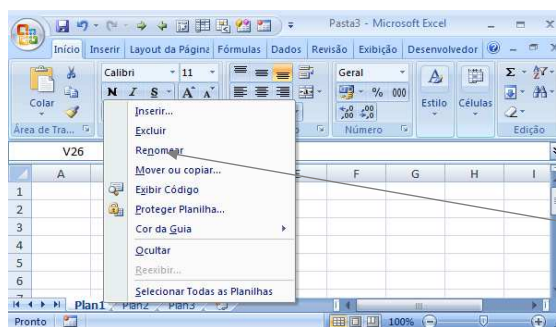 Pasta3 - Microsoft Excel
Início Inserir Layout da Página Fórmulas Dados Revisão Exibição Desenvolvedor
Calibri 11 Geral
N I S A A % 000
Colar Estilo Células
Área de Tra... Número Edição
V26
A F G H I
Inserir...
Excluir
Renomear
Mover ou copiar...
Exibir Código
Proteger Planilha...
Cor da Guia
Ocultar
Reexibir...
Selecionar Todas as Planilhas
1
2
3
4
5
6
Plan1 Plan2 Plan3
Pronto 100%